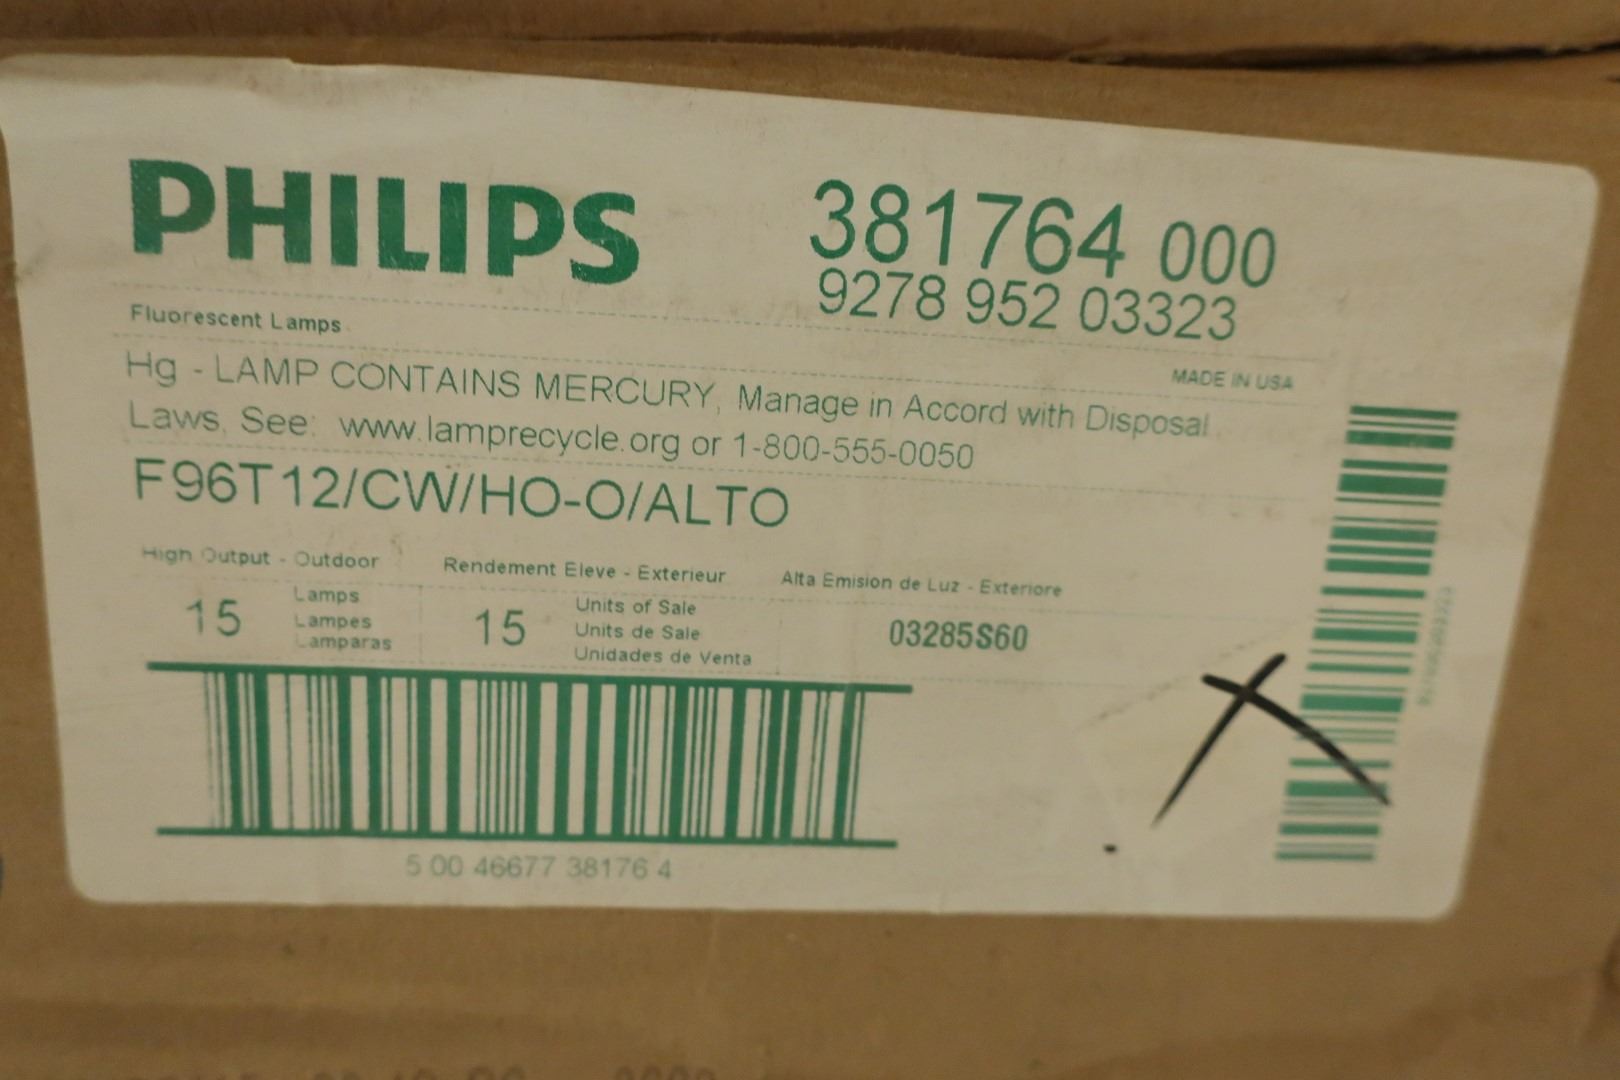 PHILIPS
381764 000
9278 952 03323
Fluorescent Lamps
MADE IN USA
Hg - LAMP CONTAINS MERCURY, Manage in Accord with Disposal
Laws. See: www.lamprecycle.org or 1-800-555-0050
F96T12/CW/HO-O/ALTO
High Output - Outdoor Rendement Eleve - Exterieur Alta Emision de Luz - Exteriore
15 Lamps Lampes Lamparas
15 Units of Sale Units de Sale Unidades de Venta
03285S60
5 00 46677 38176 4